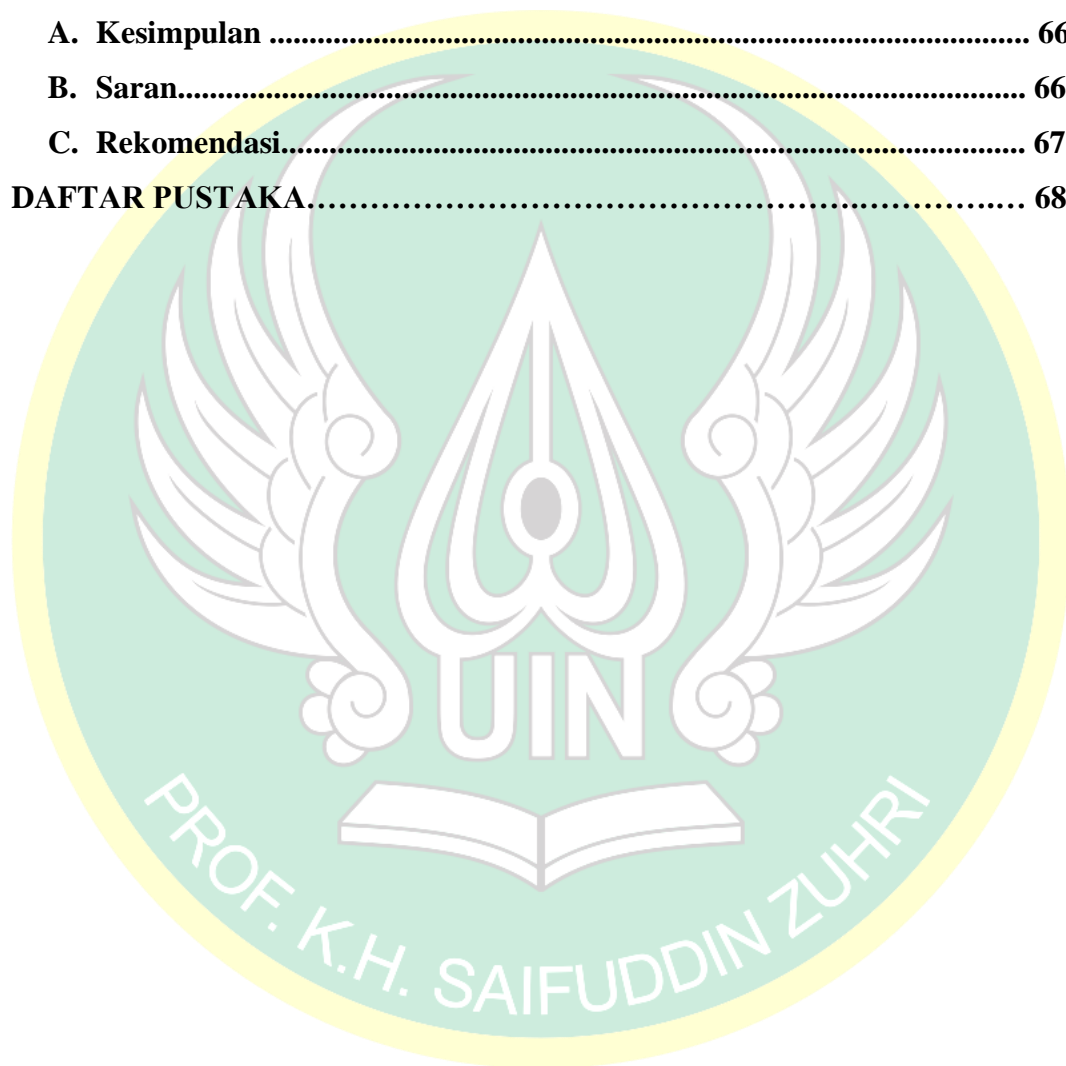 A. Kesimpulan ............................................................................................... 66
B. Saran.......................................................................................................... 66
C. Rekomendasi............................................................................................. 67
DAFTAR PUSTAKA………………………………………………………….… 68
UIN
PROF. K.H. SAIFUDDIN ZUHRI